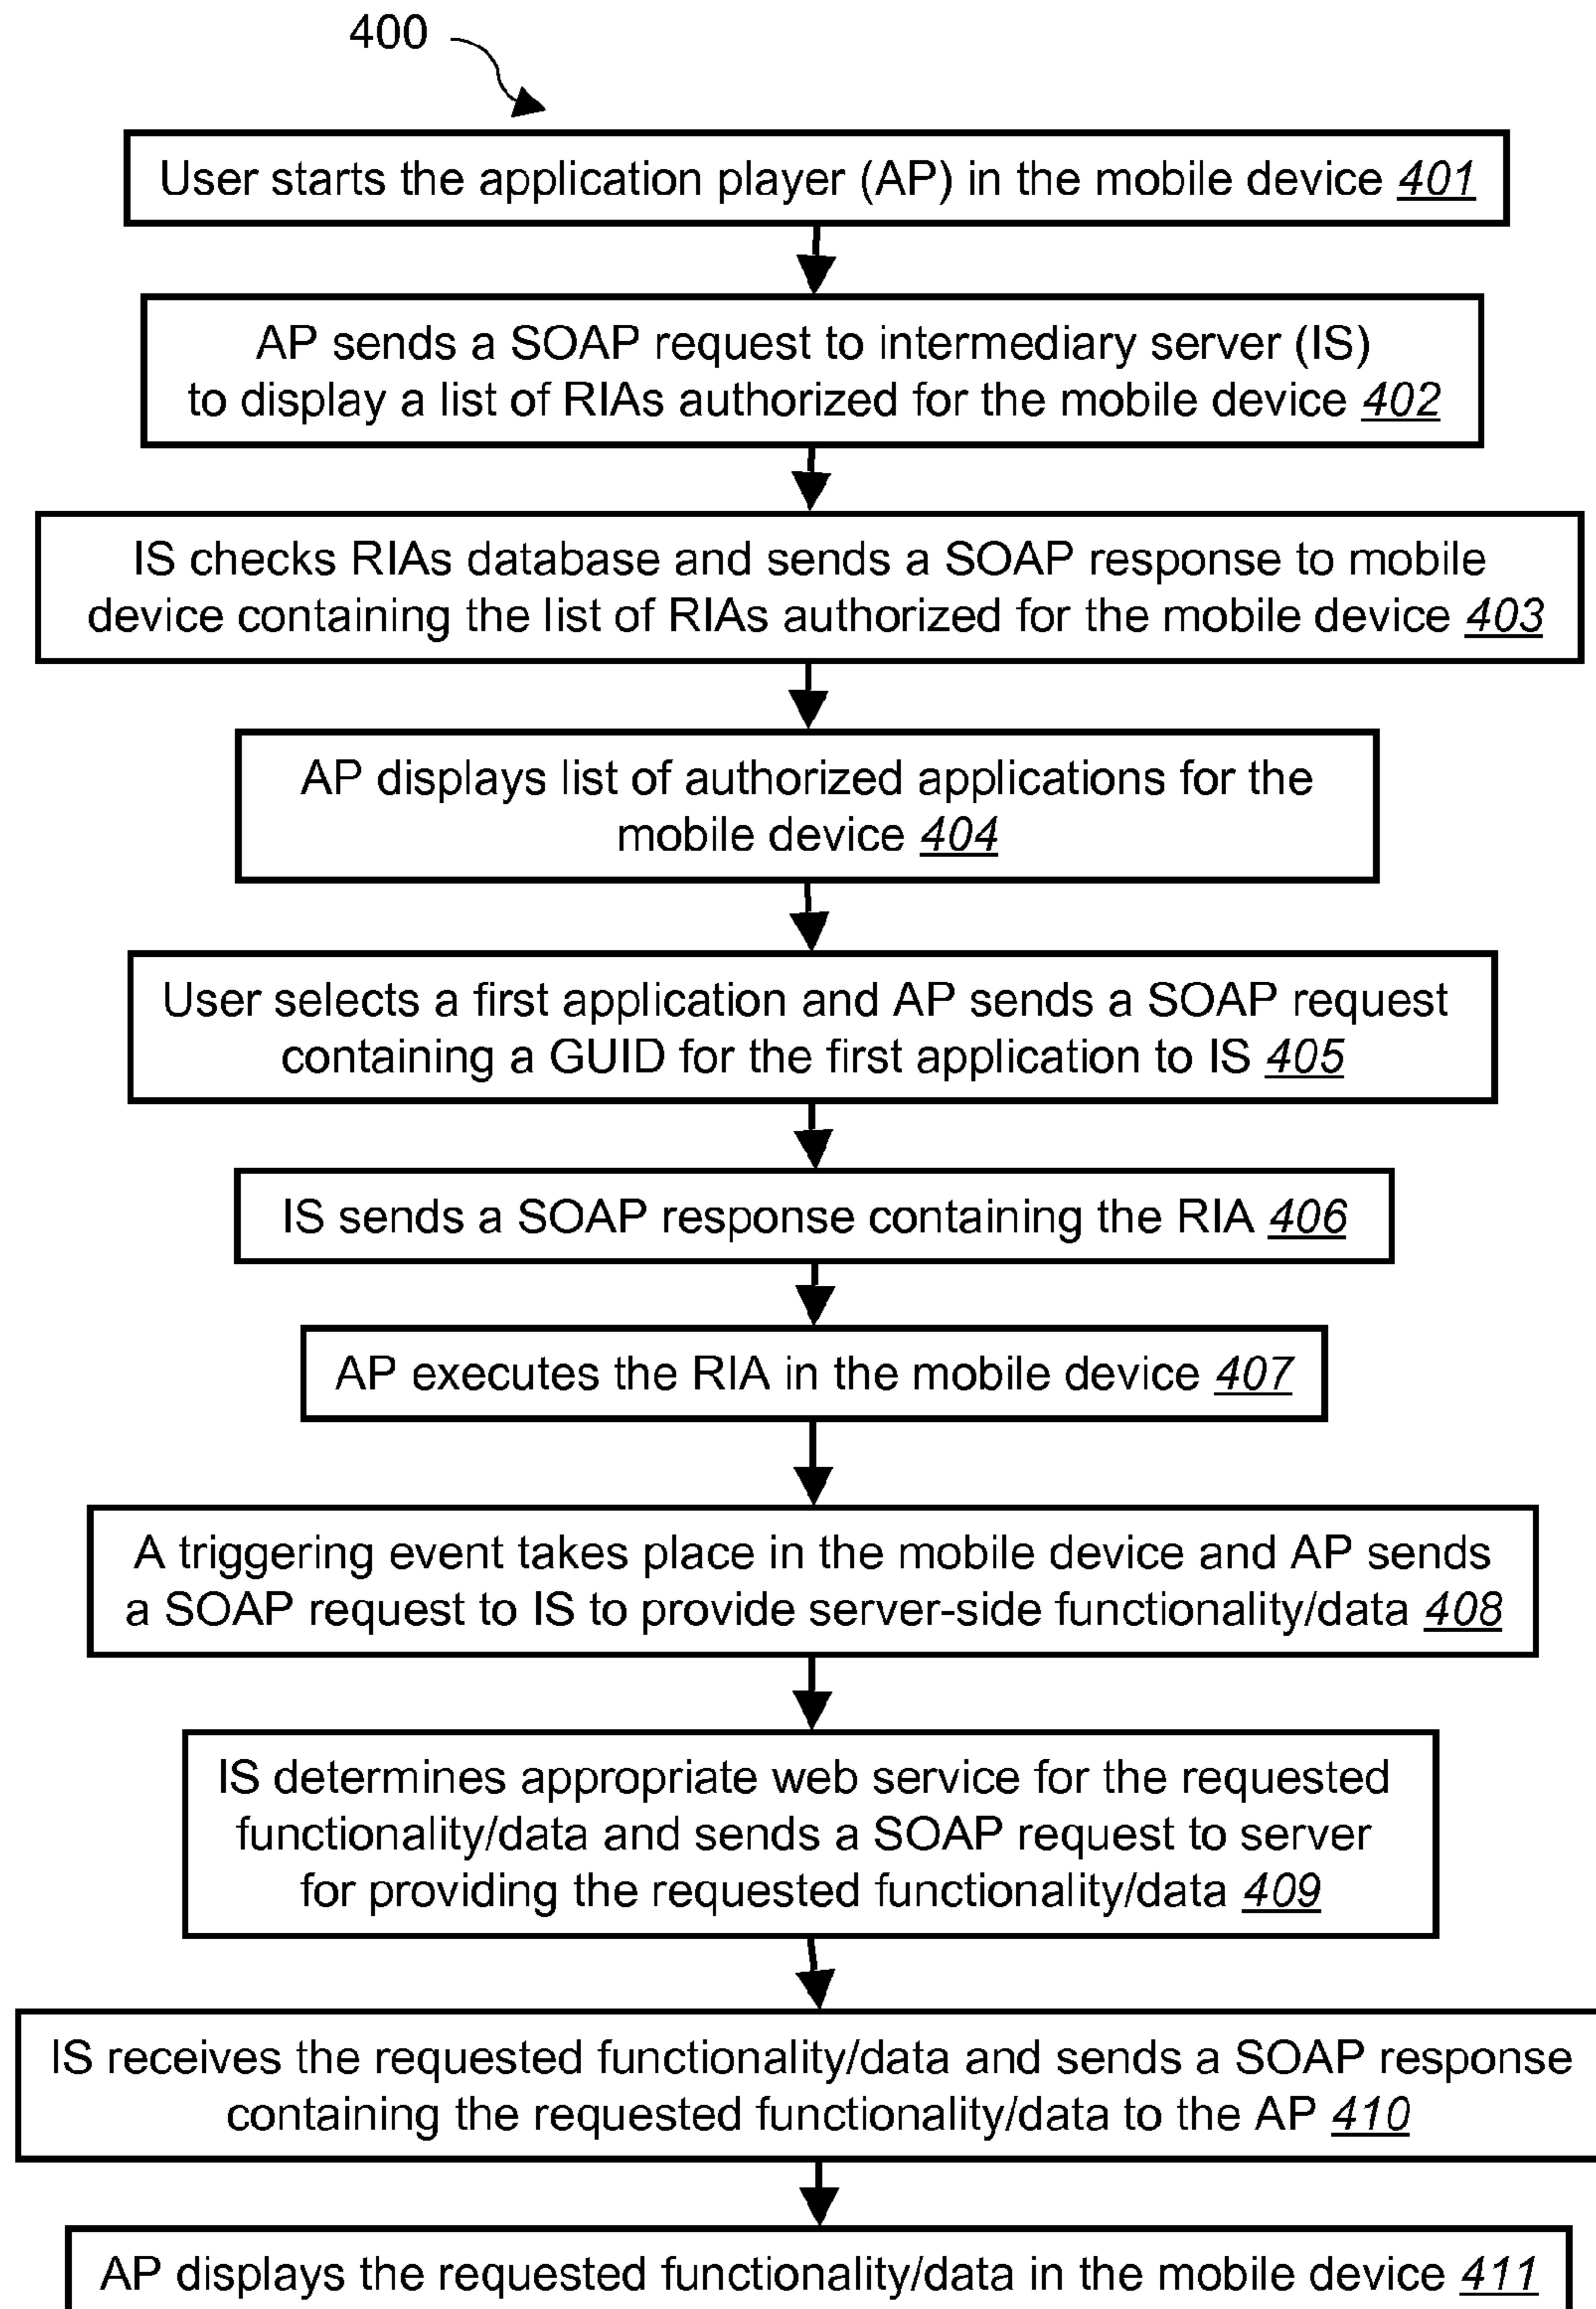 400
User starts the application player (AP) in the mobile device 401
AP sends a SOAP request to intermediary server (IS)
to display a list of RIAs authorized for the mobile device 402
IS checks RIAs database and sends a SOAP response to mobile
device containing the list of RIAs authorized for the mobile device 403
AP displays list of authorized applications for the
mobile device 404
User selects a first application and AP sends a SOAP request
containing a GUID for the first application to IS 405
IS sends a SOAP response containing the RIA 406
AP executes the RIA in the mobile device 407
A triggering event takes place in the mobile device and AP sends
a SOAP request to IS to provide server-side functionality/data 408
IS determines appropriate web service for the requested
functionality/data and sends a SOAP request to server
for providing the requested functionality/data 409
IS receives the requested functionality/data and sends a SOAP response
containing the requested functionality/data to the AP 410
AP displays the requested functionality/data in the mobile device 411